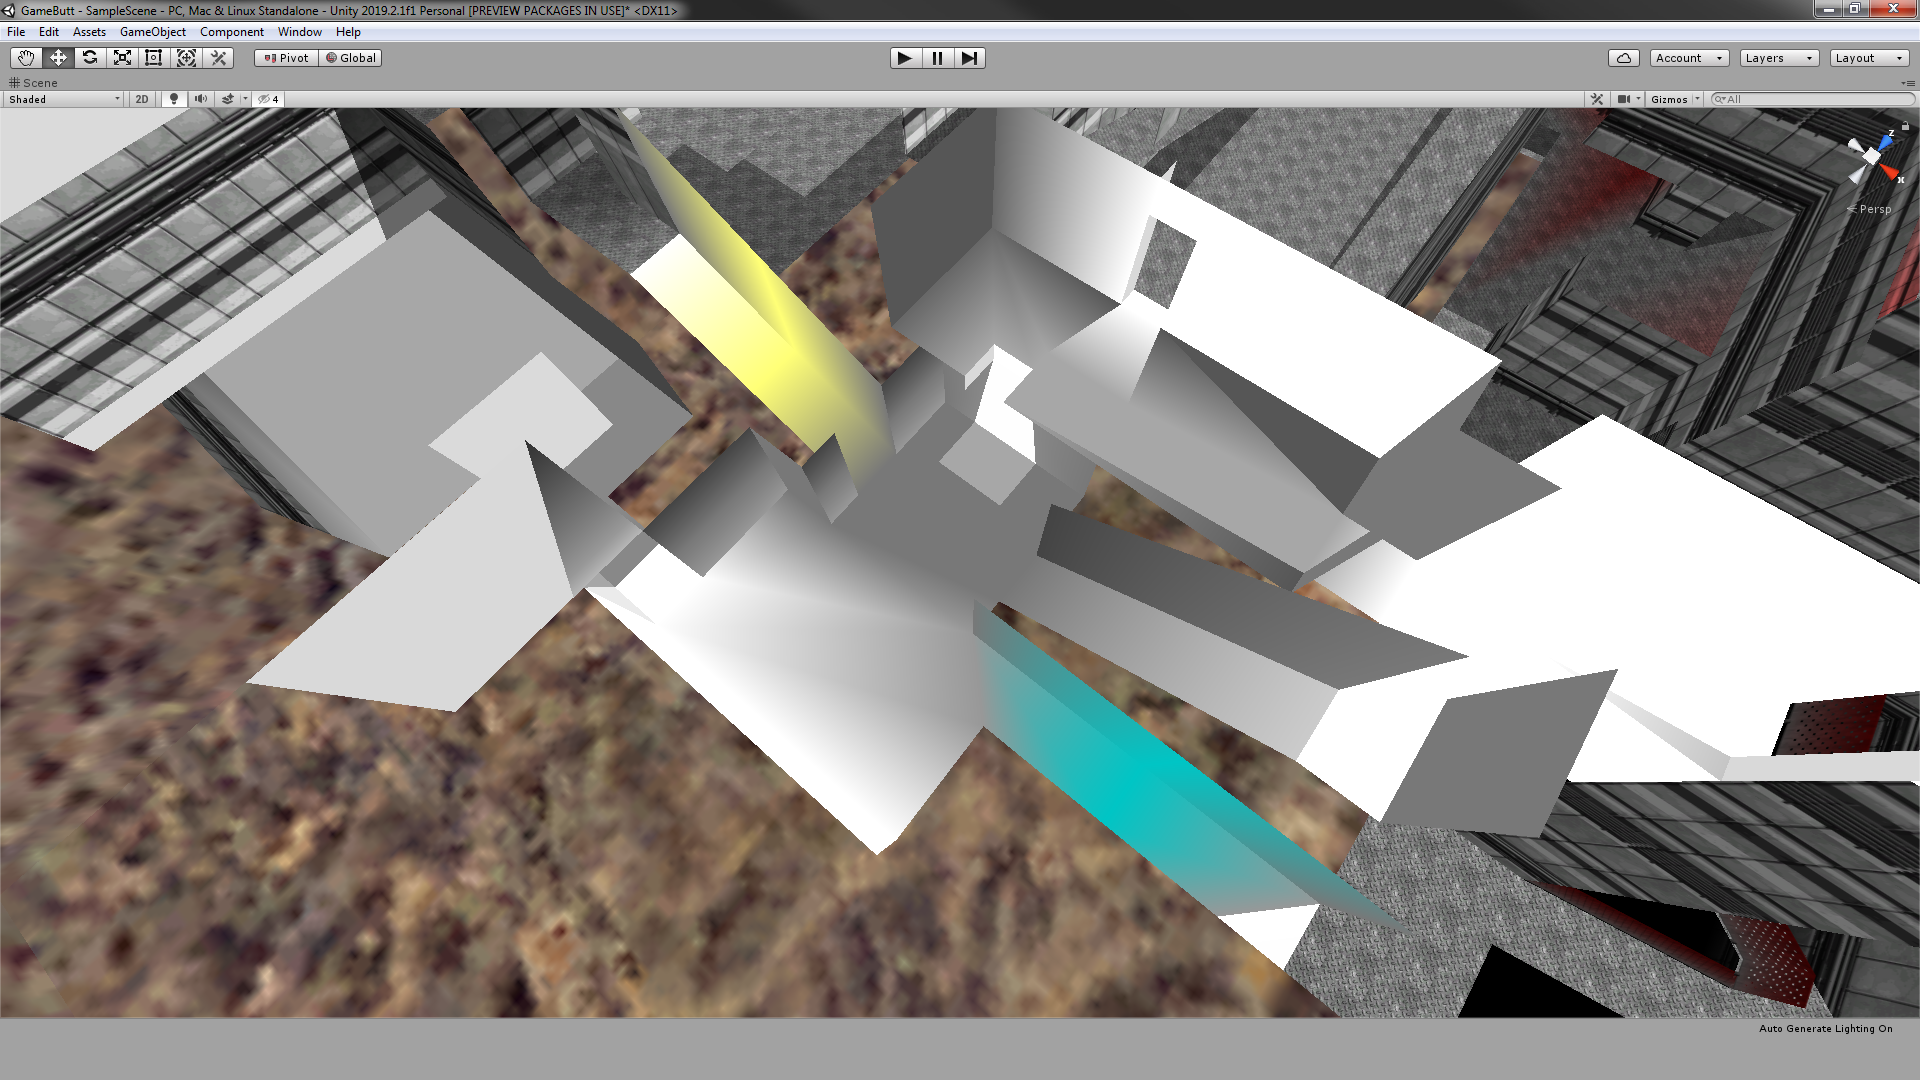 GameButt - SampleScene - PC, Mac & Linux Standalone - Unity 2019.2.1f1 Personal [PREVIEW PACKAGES IN USE]* <DX11>
File Edit Assets GameObject Component Window Help
Pivot Global Account Layers Layout
Scene
Shaded 2D 4 Gizmos All
z
x
Persp
Auto Generate Lighting On